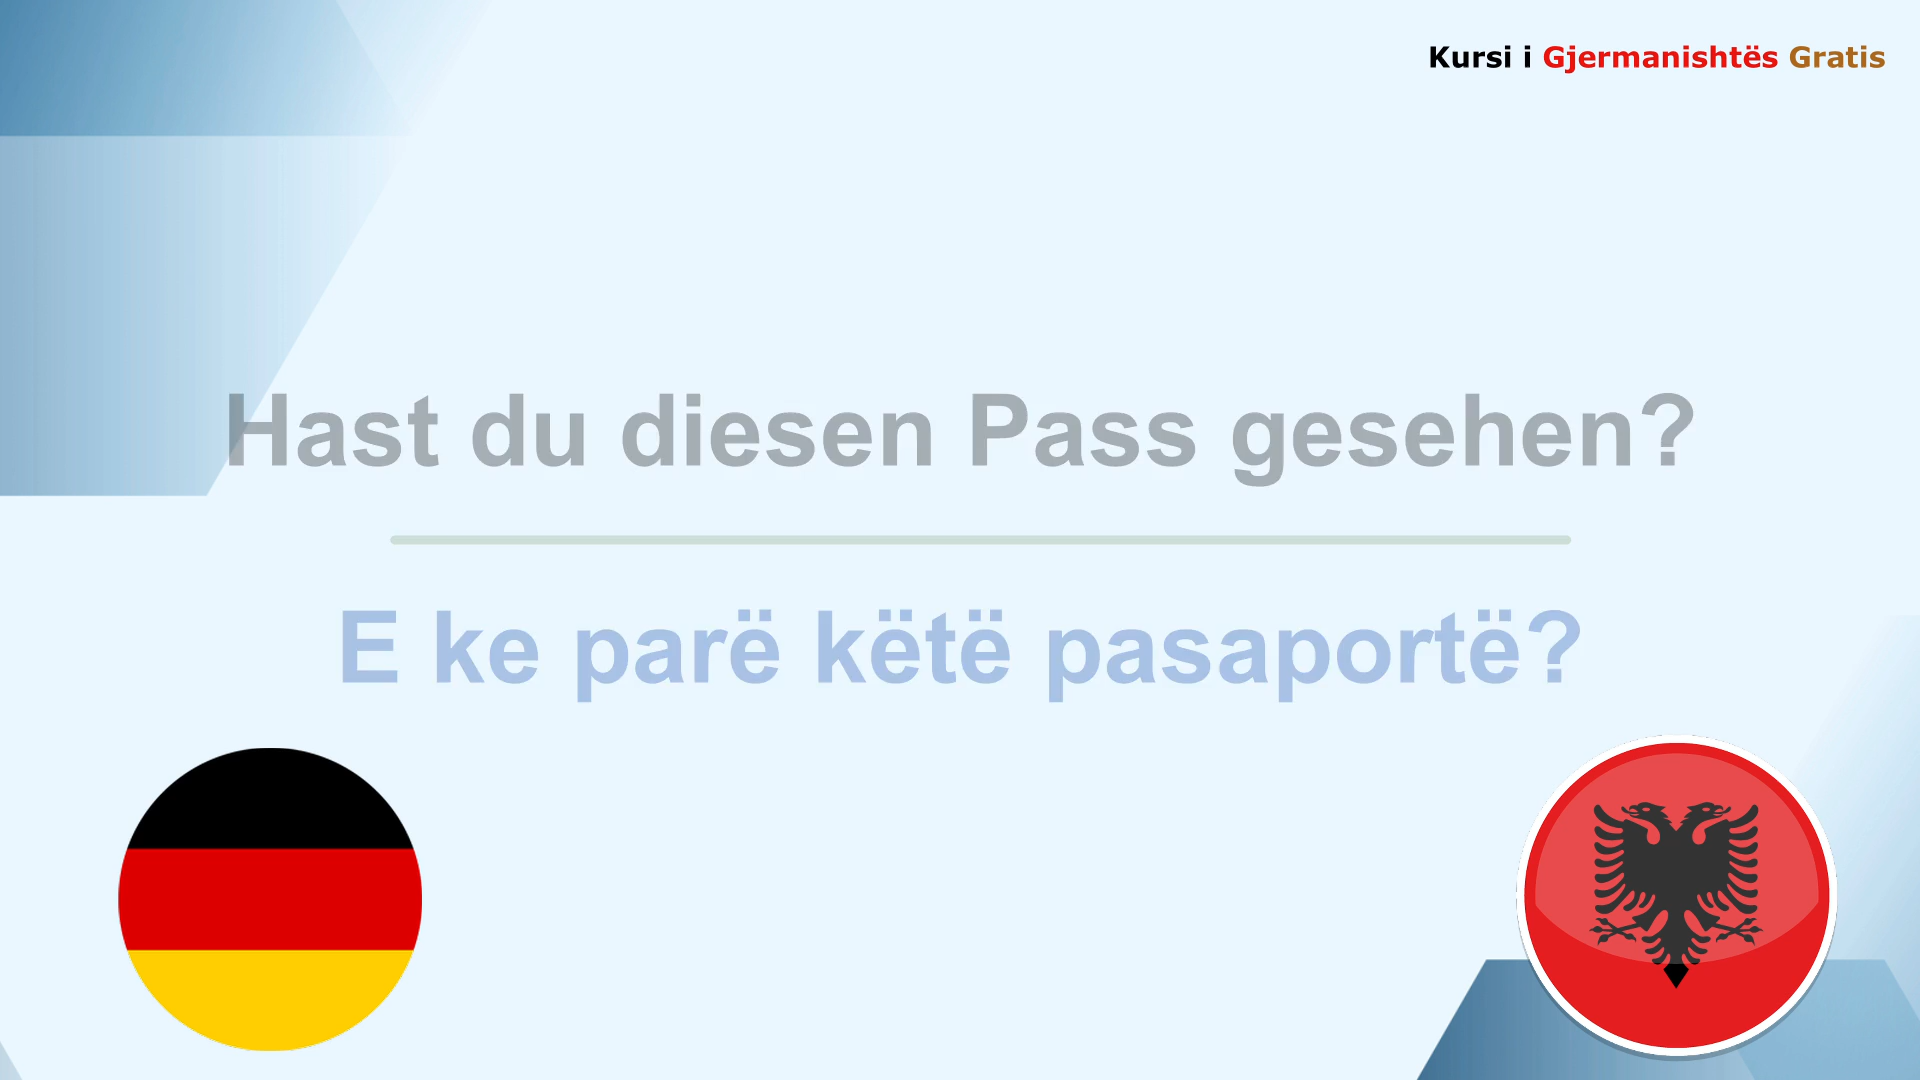 Kursi i Gjermanishtës Gratis
Hast du diesen Pass gesehen?
E ke parë këtë pasaportë?